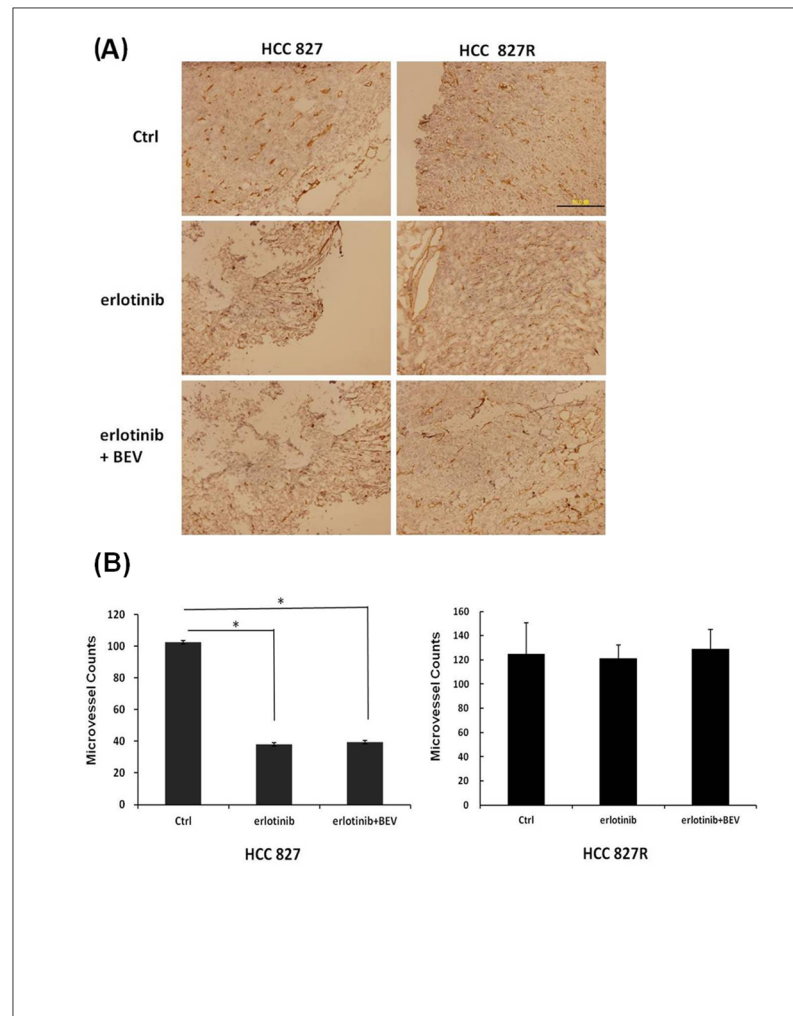 (A)
HCC 827
HCC 827R
Ctrl
erlotinib
erlotinib
+ BEV
(B)
Microvessel Counts
120
100
80
60
40
20
0
*
*
Ctrl
erlotinib
erlotinib+BEV
HCC 827
Microvessel Counts
160
140
120
100
80
60
40
20
0
Ctrl
erlotinib
erlotinib+BEV
HCC 827R